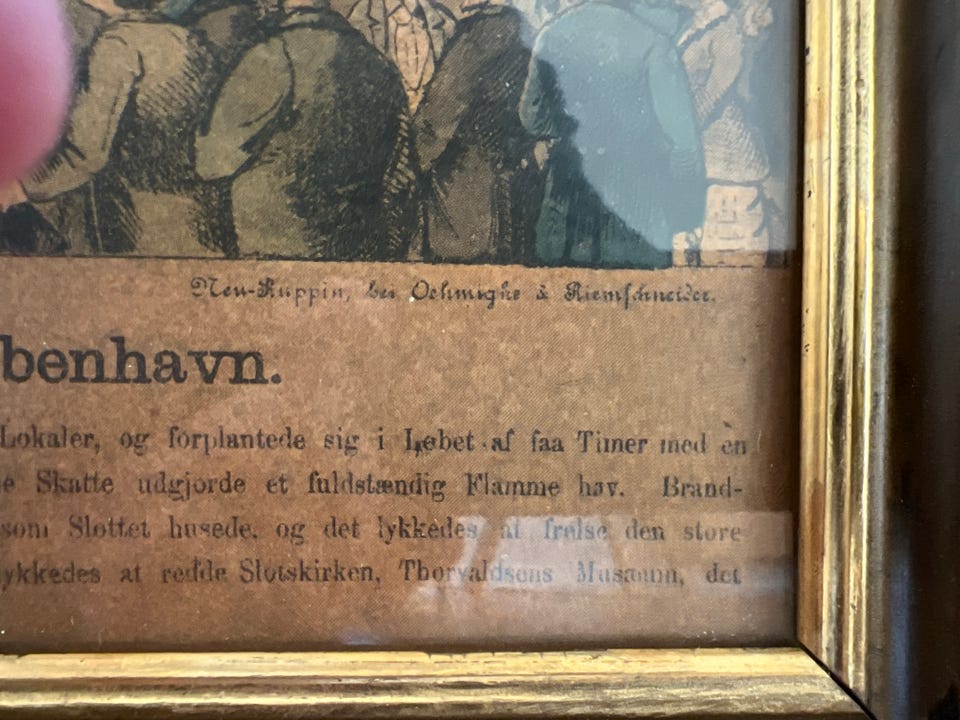 Neu-Ruppin, bei Oehmigke & Riemschneider.
benhavn.
Lokaler, og forplantede sig i Løbet af faa Timer med en
e Skatte udgjorde et fuldstændig Flamme hav. Brand-
som Slottet husede, og det lykkedes at frelse den store
ykkedes at redde Slotskirken, Thorvaldsens Musæum, det